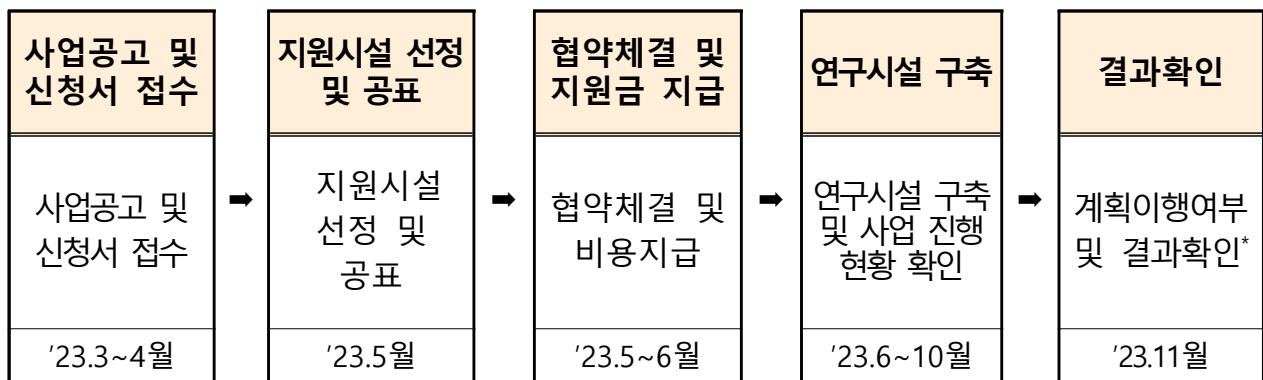 사업공고 및
신청서 접수
사업공고 및
신청서 접수
'23.3~4월
➡
지원시설 선정
및 공표
지원시설
선정 및
공표
'23.5월
➡
협약체결 및
지원금 지급
협약체결 및
비용지급
'23.5~6월
➡
연구시설 구축
연구시설 구축
및 사업 진행
현황 확인
'23.6~10월
➡
결과확인
계획이행여부
및 결과확인*
'23.11월